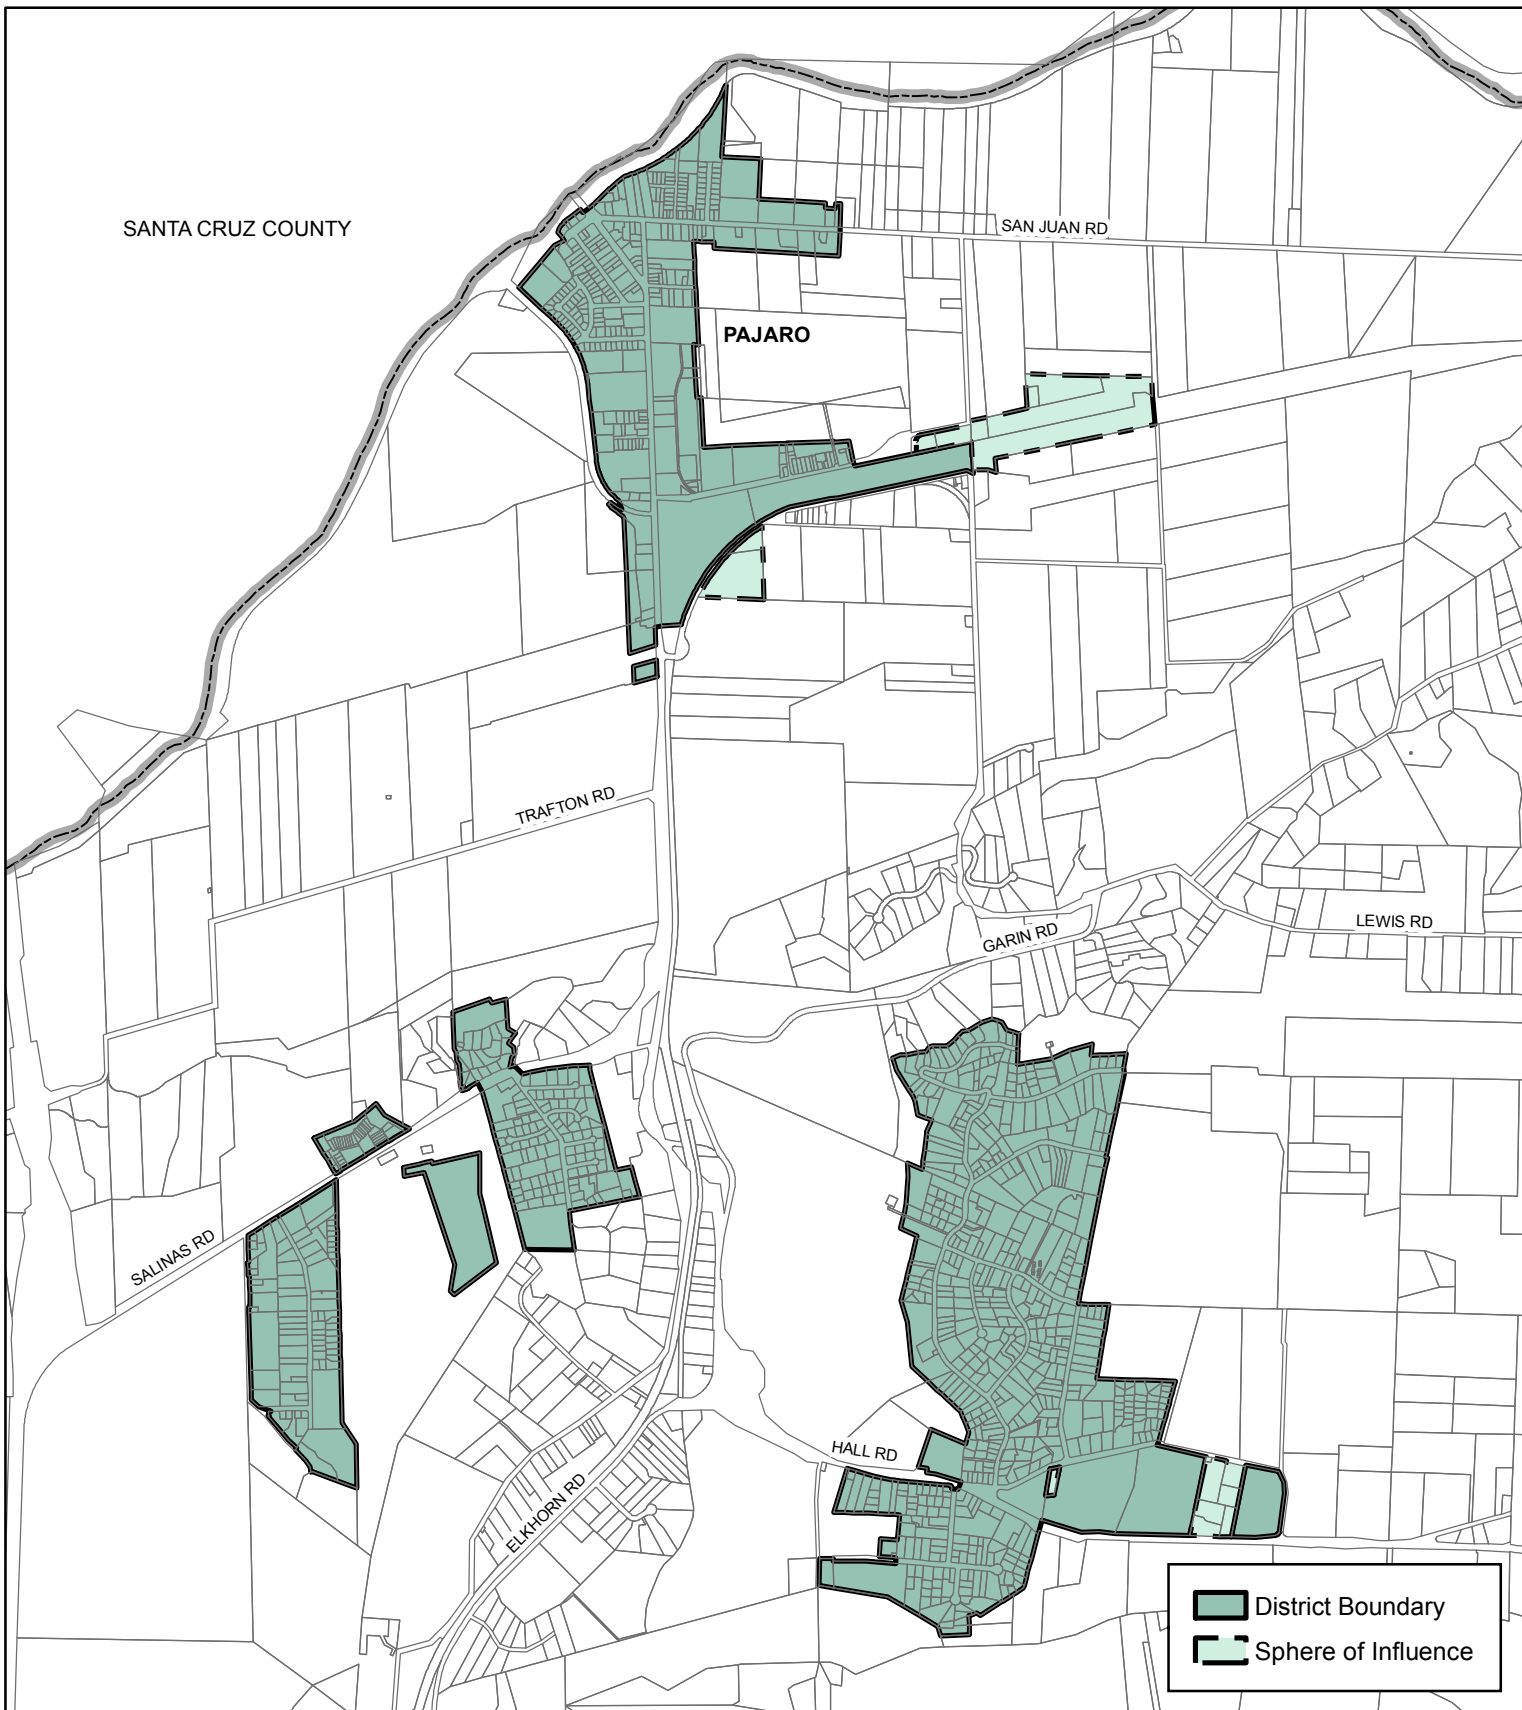 SANTA CRUZ COUNTY
SAN JUAN RD
PAJARO
TRAFTON RD
LEWIS RD
GARIN RD
SALINAS RD
HALL RD
ELKHORN RD
District Boundary
Sphere of Influence